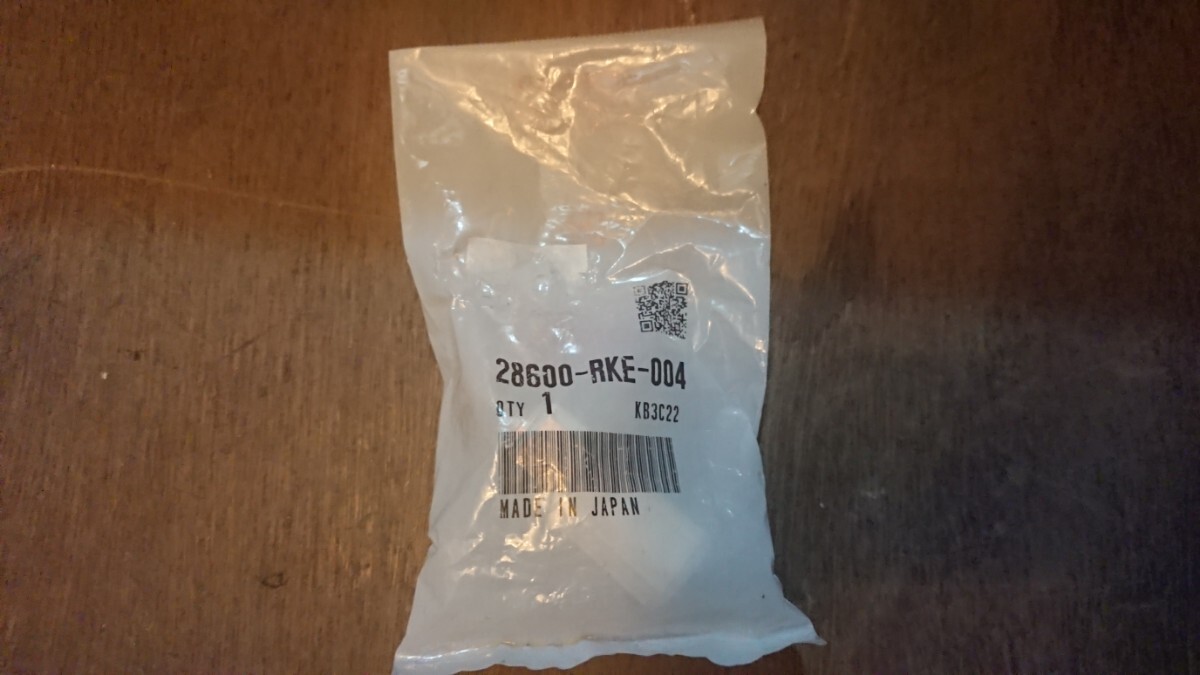 28600-RKE-004
QTY 1 KB3C22
MADE IN JAPAN